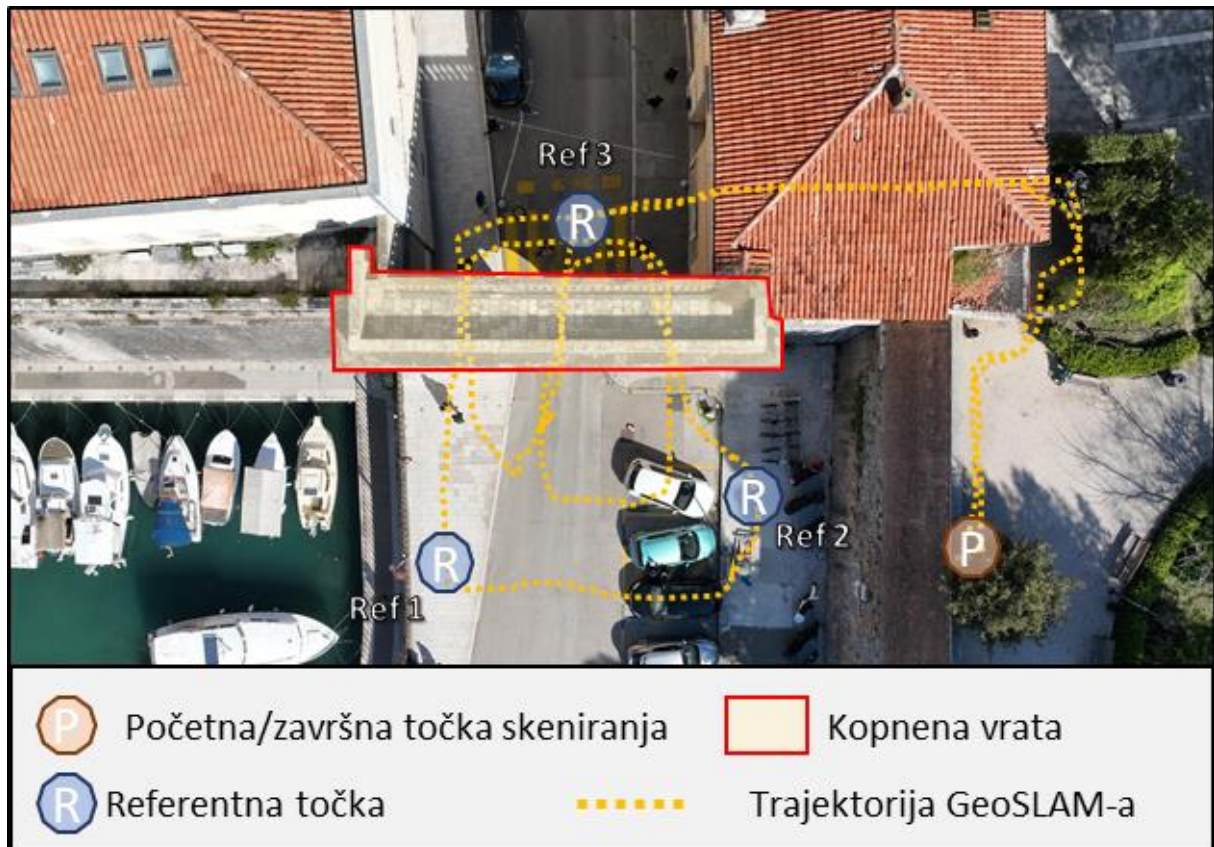 Ref 3
R
R
Ref 2
R
Ref 1
P
P Početna/završna točka skeniranja
Kopnena vrata
R Referentna točka
Trajektorija GeoSLAM-a